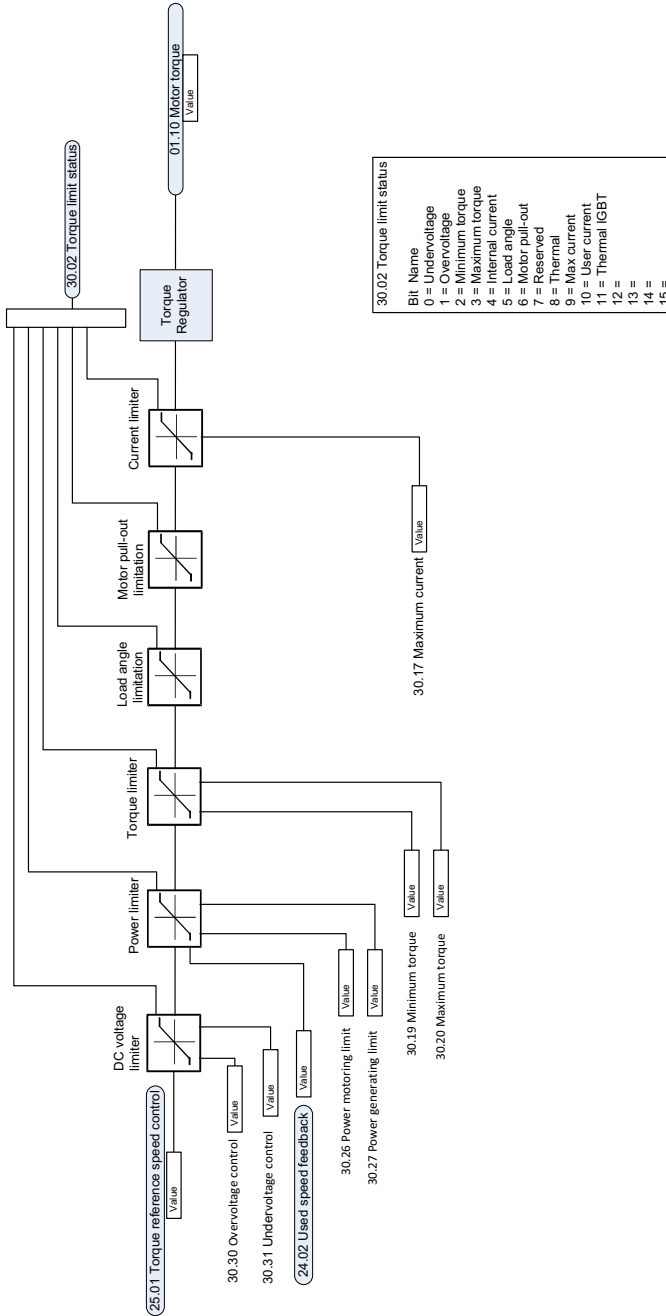 25.01 Torque reference speed control
Value
DC voltage
limiter
30.30 Overvoltage control
Value
30.31 Undervoltage control
Value
24.02 Used speed feedback
Value
Power limiter
30.26 Power motoring limit
Value
30.27 Power generating limit
Value
Torque limiter
30.19 Minimum torque
Value
30.20 Maximum torque
Value
Load angle
limitation
Motor pull-out
limitation
Current limiter
30.17 Maximum current
Value
Torque
Regulator
30.02 Torque limit status
01.10 Motor torque
Value
30.02 Torque limit status
Bit Name
0 = Undervoltage
1 = Overvoltage
2 = Minimum torque
3 = Maximum torque
4 = Internal current
5 = Load angle
6 = Motor pull-out
7 = Reserved
8 = Thermal
9 = Max current
10 = User current
11 = Thermal IGBT
12 =
13 =
14 =
15 =